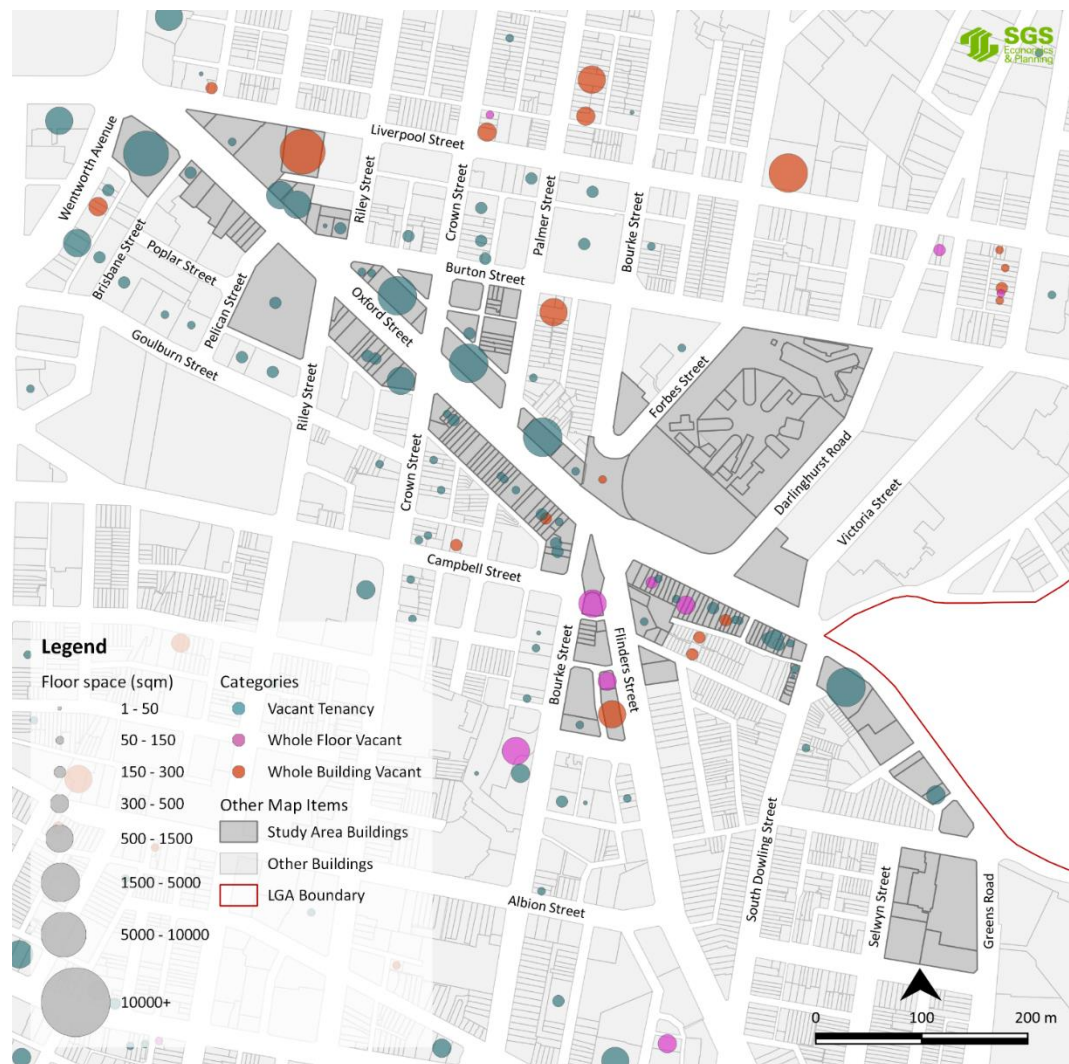 SGS
Economics
& Planning
Liverpool Street
Wentworth Avenue
Riley Street
Crown Street
Palmer Street
Bourke Street
Brisbane Street
Poplar Street
Pelican Street
Burton Street
Oxford Street
Goulburn Street
Riley Street
Forbes Street
Crown Street
Darlinghurst Road
Victoria Street
Campbell Street
Bourke Street
Flinders Street
South Dowling Street
Selwyn Street
Greens Road
Albion Street
Legend
Floor space (sqm)
1 - 50
50 - 150
150 - 300
300 - 500
500 - 1500
1500 - 5000
5000 - 10000
10000+
Categories
Vacant Tenancy
Whole Floor Vacant
Whole Building Vacant
Other Map Items
Study Area Buildings
Other Buildings
LGA Boundary
0 100 200 m